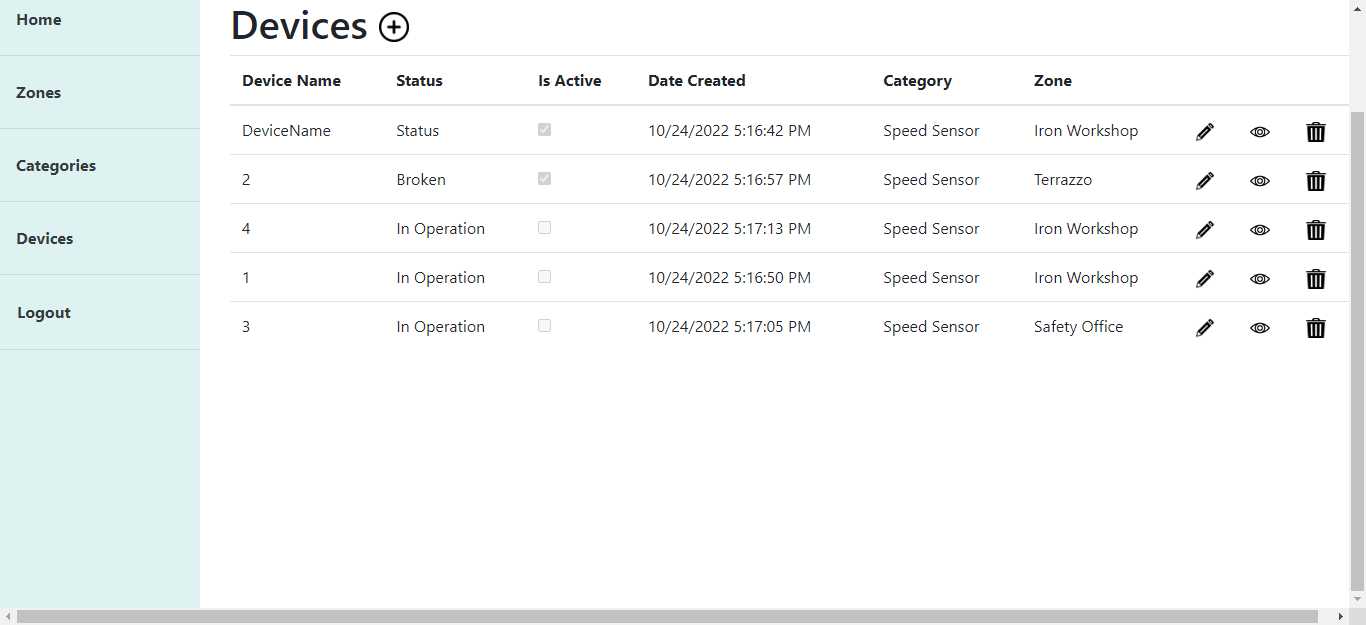 Home
Zones
Categories
Devices
Logout
Devices
Device Name Status Is Active Date Created Category Zone
DeviceName Status 10/24/2022 5:16:42 PM Speed Sensor Iron Workshop
2 Broken 10/24/2022 5:16:57 PM Speed Sensor Terrazzo
4 In Operation 10/24/2022 5:17:13 PM Speed Sensor Iron Workshop
1 In Operation 10/24/2022 5:16:50 PM Speed Sensor Iron Workshop
3 In Operation 10/24/2022 5:17:05 PM Speed Sensor Safety Office